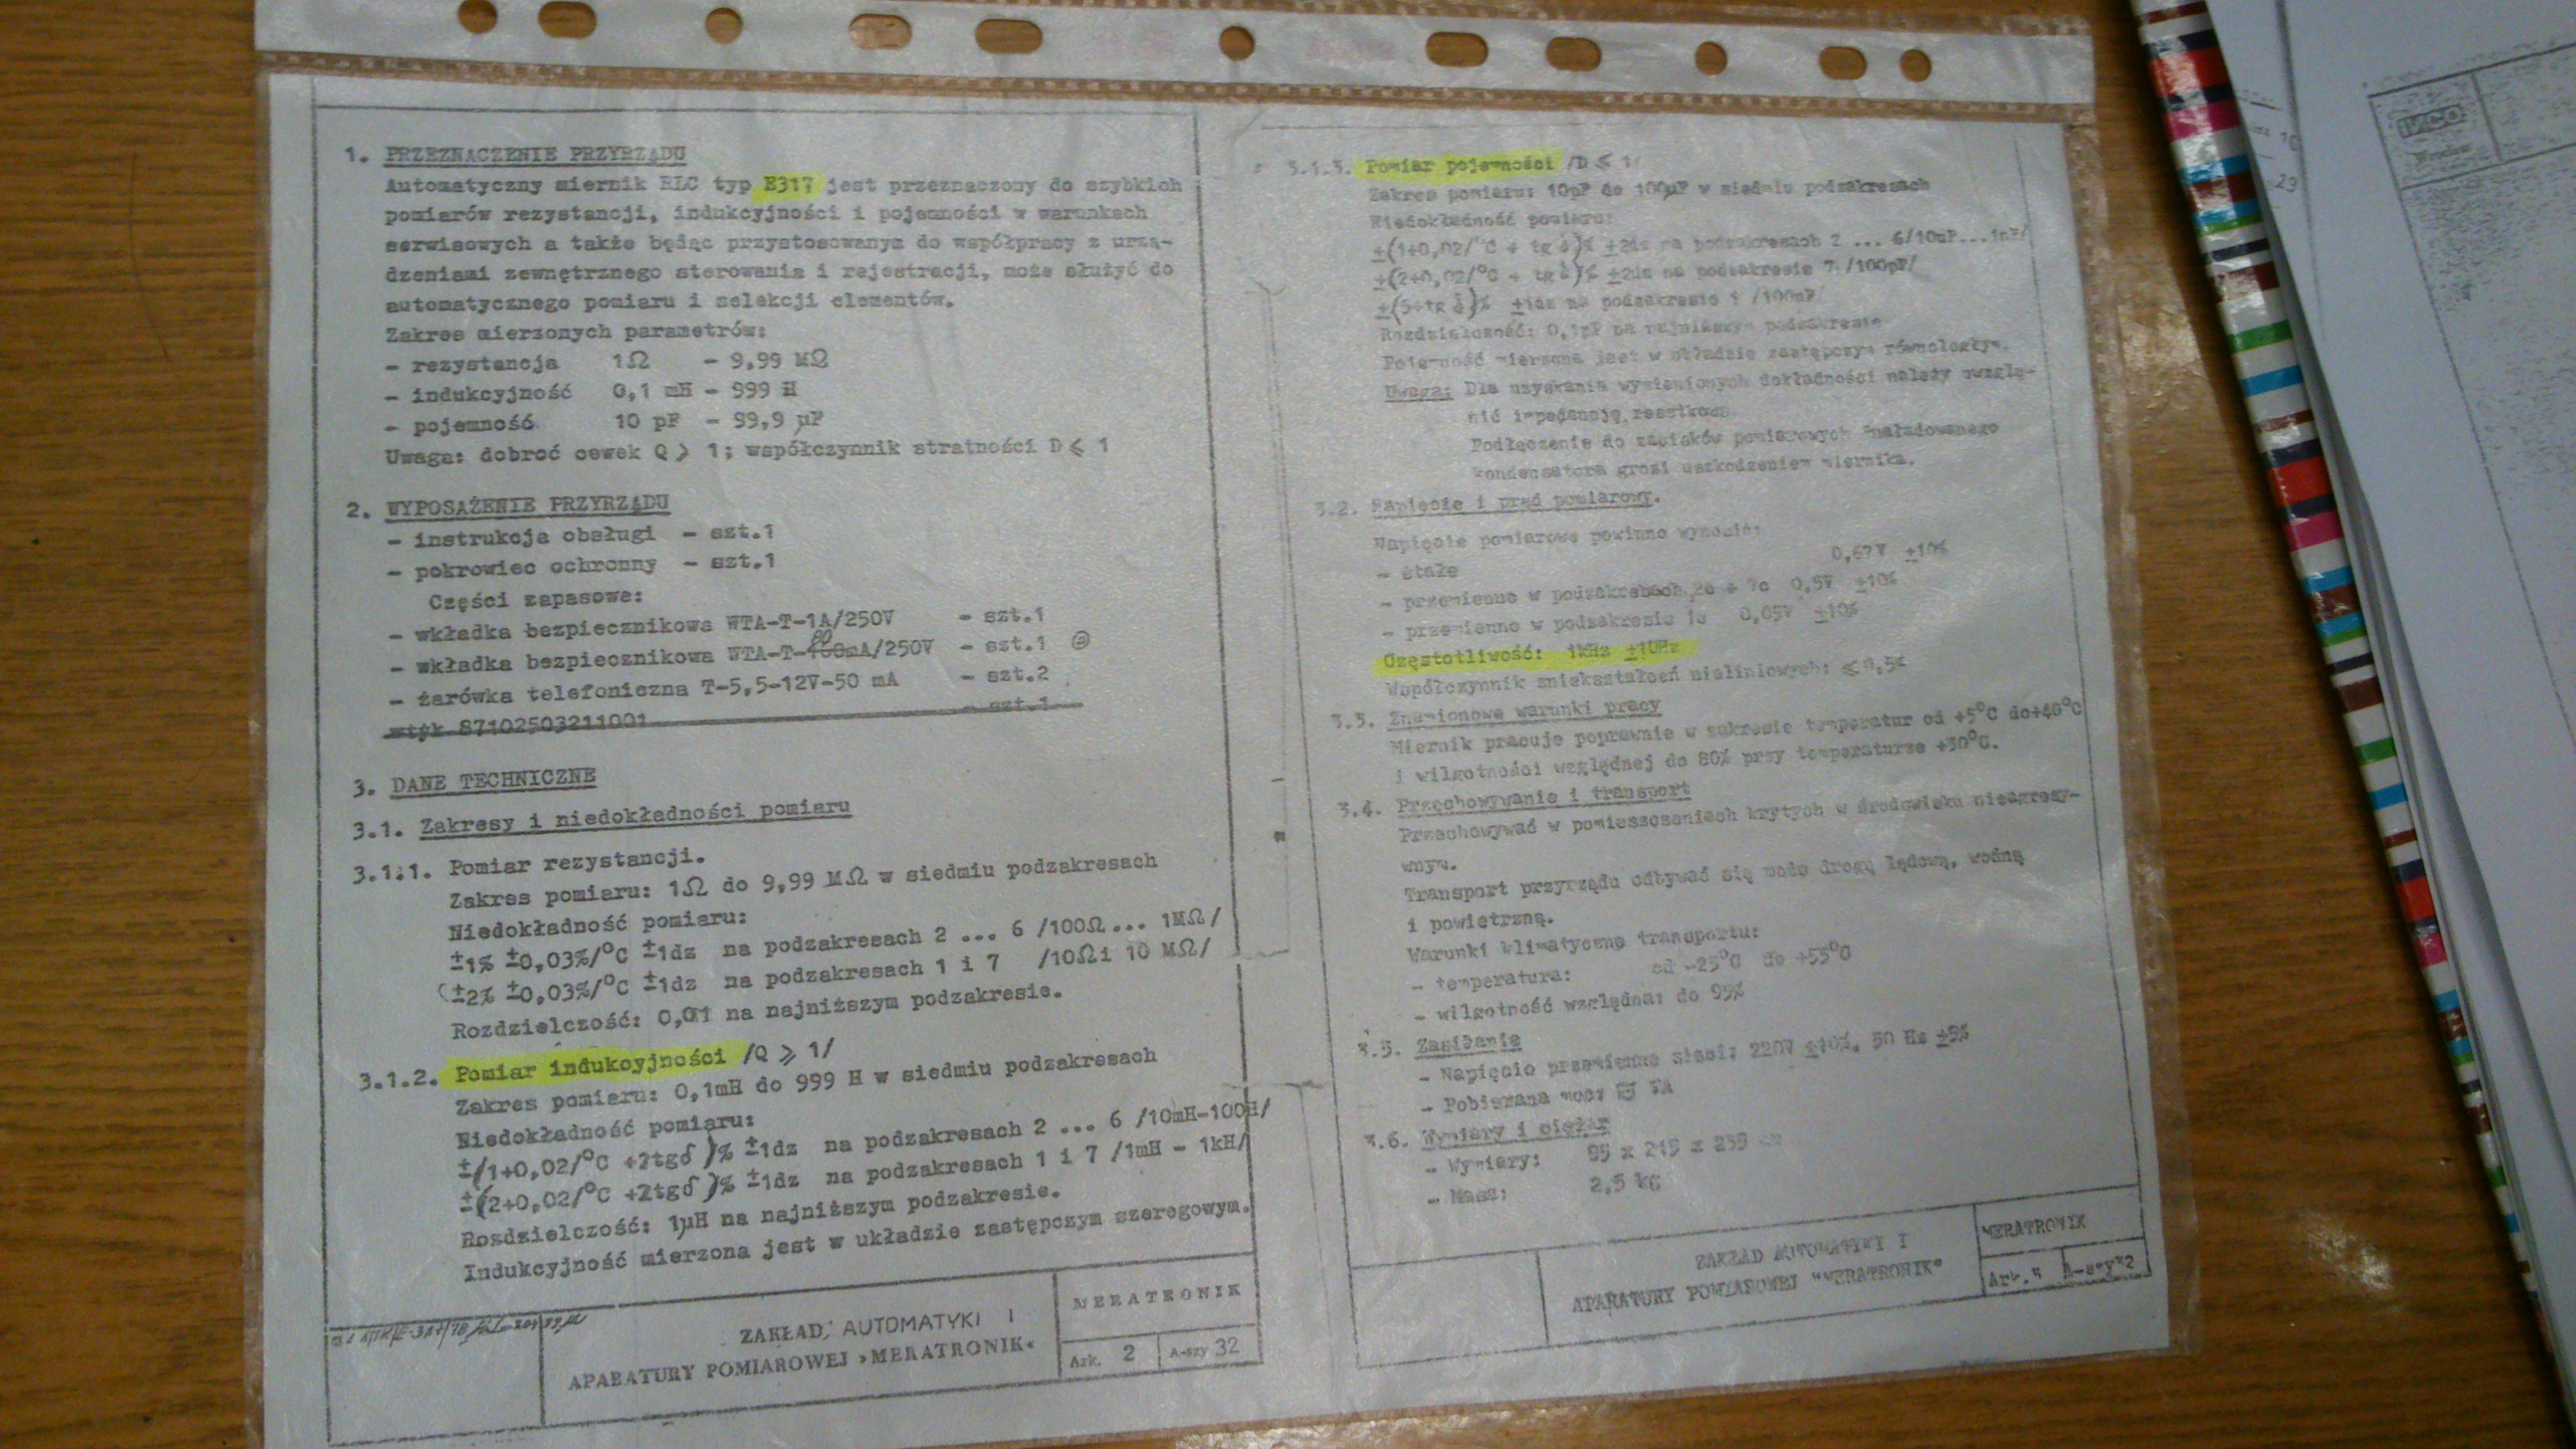 1. PRZEZNACZENIE PRZYRZĄDU
Automatyczny miernik RLC typ E317 jest przeznaczony do szybkich
pomiarów rezystancji, indukcyjności i pojemności w warunkach
serwisowych a także będąc przystosowanym do współpracy z urzą-
dzeniami zewnętrznego sterowania i rejestracji, może służyć do
automatycznego pomiaru i selekcji elementów.
Zakres mierzonych parametrów:
- rezystancja 1Ω - 9,99 MΩ
- indukcyjność 0,1 mH - 999 H
- pojemność 10 pF - 99,9 µF
Uwaga: dobroć cewek Q > 1; współczynnik stratności D ≤ 1
2. WYPOSAŻENIE PRZYRZĄDU
- instrukcja obsługi - szt.1
- pokrowiec ochronny - szt.1
Części zapasowe:
- wkładka bezpiecznikowa WTA-T-1A/250V - szt.1
80
- wkładka bezpiecznikowa WTA-T-100mA/250V - szt.1
- żarówka telefoniczna T-5,5-12V-50 mA - szt.2
wtyk 87102503211001 - szt.1
3. DANE TECHNICZNE
3.1. Zakresy i niedokładności pomiaru
3.1.1. Pomiar rezystancji.
Zakres pomiaru: 1Ω do 9,99 MΩ w siedmiu podzakresach
Niedokładność pomiaru:
±1% ±0,03%/°C ±1dz na podzakresach 2 ... 6 /100Ω... 1MΩ/
±2% ±0,03%/°C ±1dz na podzakresach 1 i 7 /10Ω i 10 MΩ/
Rozdzielczość: 0,01 na najniższym podzakresie.
3.1.2. Pomiar indukcyjności /Q ⩾ 1/
Zakres pomiaru: 0,1mH do 999 H w siedmiu podzakresach
Niedokładność pomiaru:
±(1+0,02/°C +2tgδ)% ±1dz na podzakresach 2 ... 6 /10mH-100H/
±(2+0,02/°C +2tgδ)% ±1dz na podzakresach 1 i 7 /1mH - 1kH/
Rozdzielczość: 1µH na najniższym podzakresie.
Indukcyjność mierzona jest w układzie zastępczym szeregowym.
ZAKŁAD AUTOMATYKI I
APARATURY POMIAROWEJ »MERATRONIK«
MERATRONIK
Ark. 2 A-szy 32
3.1.3. Pomiar pojemności /D ≤ 1/
Zakres pomiaru: 10pF do 100µF w siedmiu podzakresach
Niedokładność pomiaru:
±(1+0,02/°C + tg δ)% ±2dz na podzakresach 2 ... 6
±(2+0,02/°C + tg δ)% ±2dz na podzakresie 7
±(5+tg δ)% ±1dz na podzakresie 1
Rozdzielczość: 0,1pF na najniższym podzakresie
Pojemność mierzona jest w układzie zastępczym równoległym.
Uwaga: Dla uzyskania wymienionych dokładności należy uwzglę-
nić impedancję resztkową.
Podłączenie do zacisków pomiarowych naładowanego
kondensatora grozi uszkodzeniem miernika.
3.2. Napięcie i prąd pomiarowy.
Napięcie pomiarowe powinno wynosić:
- stałe 0,67V ±10%
- przemienne w podzakresach 2c ÷ 7c 0,5V ±10%
- przemienne w podzakresie 1c 0,05V ±10%
Częstotliwość: 1kHz ±10Hz
Współczynnik zniekształceń nieliniowych: ≤ 0,5%
3.3. Znamionowe warunki pracy
Miernik pracuje poprawnie w zakresie temperatur od +5°C do+40°C
i wilgotności względnej do 80% przy temperaturze +30°C.
3.4. Przechowywanie i transport
Przechowywać w pomieszczeniach krytych w środowisku nieagresy-
wnym.
Transport przyrządu odbywać się może drogą lądową, wodną
i powietrzną.
Warunki klimatyczne transportu:
- temperatura: od -25°C do +55°C
- wilgotność względna: do 95%
3.5. Zasilanie
- Napięcie przemienne sieci: 220V ±10%, 50 Hz ±5%
- Pobierana moc: VA
3.6. Wymiary i ciężar
- Wymiary: 95 x 215 x 235
- Masa: 2,5 kg
ZAKŁAD AUTOMATYKI I
APARATURY POMIAROWEJ "MERATRONIK"
MERATRONIK
Ark. A-szy
INCO
Wrocław
23